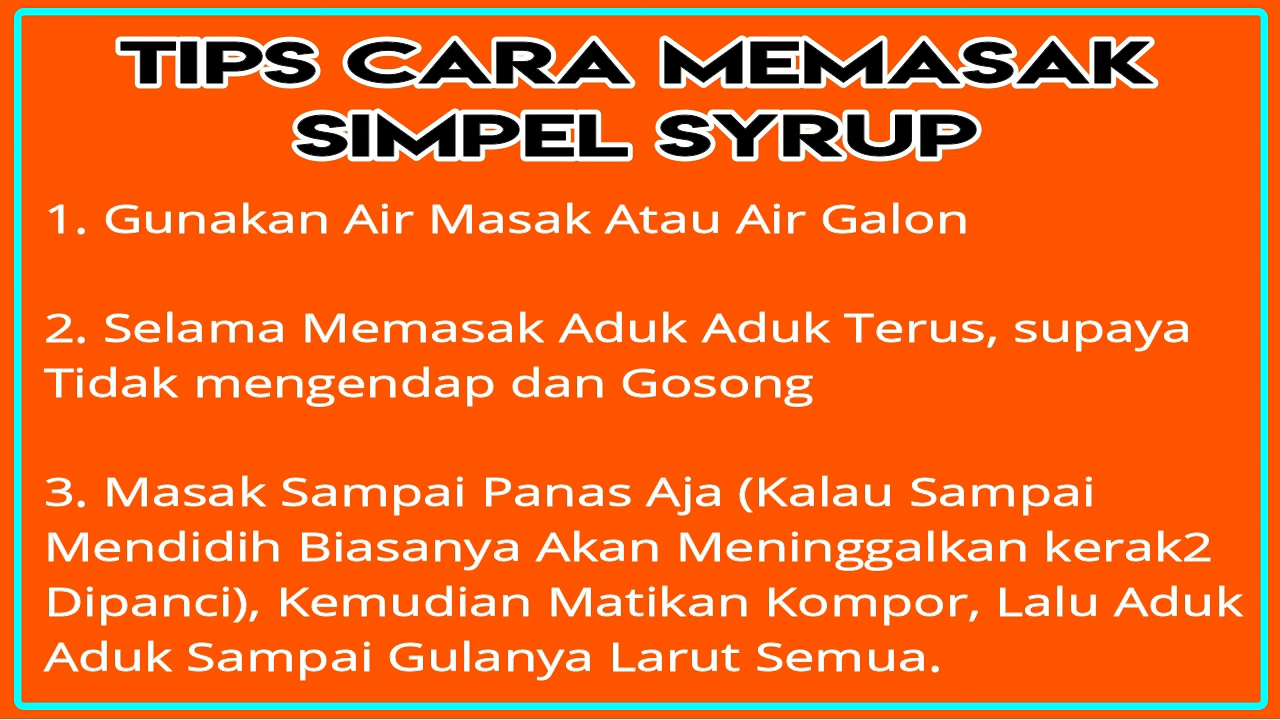 TIPS CARA MEMASAK
SIMPEL SYRUP
1. Gunakan Air Masak Atau Air Galon
2. Selama Memasak Aduk Aduk Terus, supaya
Tidak mengendap dan Gosong
3. Masak Sampai Panas Aja (Kalau Sampai
Mendidih Biasanya Akan Meninggalkan kerak2
Dipanci), Kemudian Matikan Kompor, Lalu Aduk
Aduk Sampai Gulanya Larut Semua.